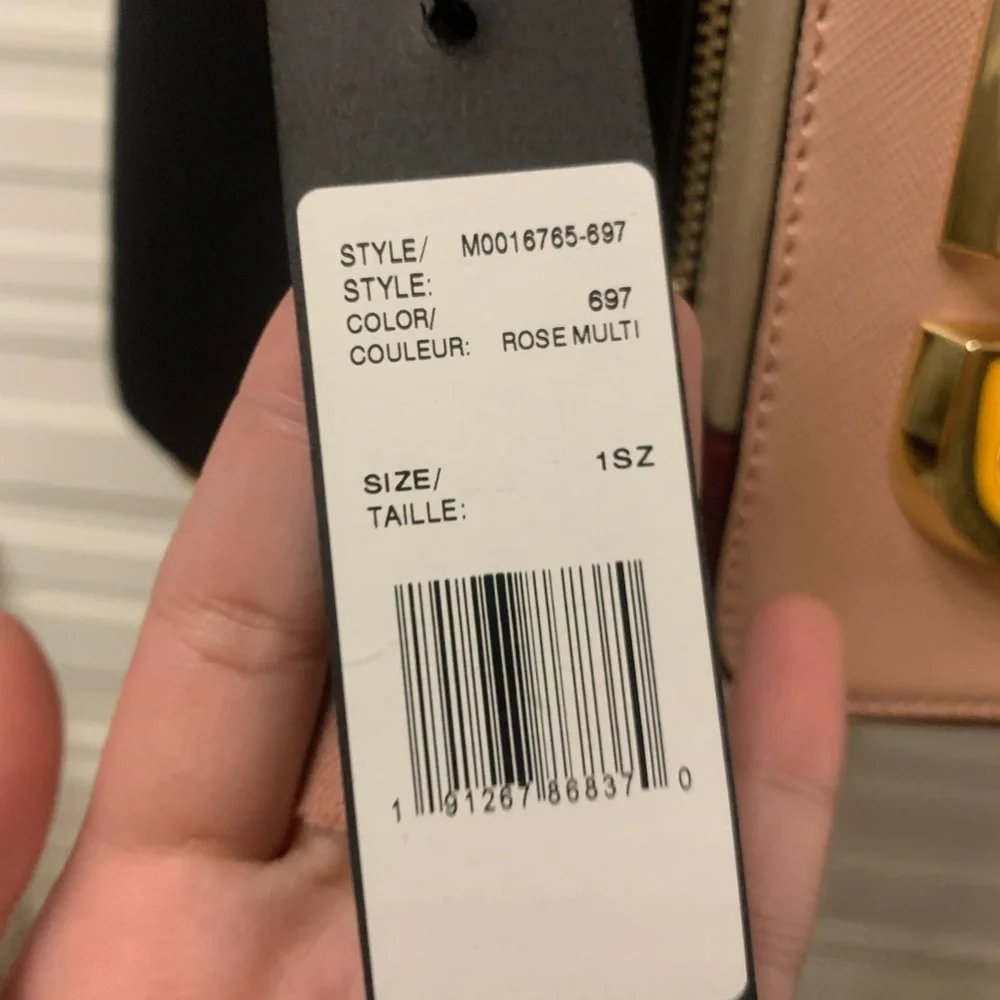 STYLE/ M0016765-697
STYLE:
COLOR/ 697
COULEUR: ROSE MULTI
SIZE/ 1SZ
TAILLE:
1 91267 86837 0